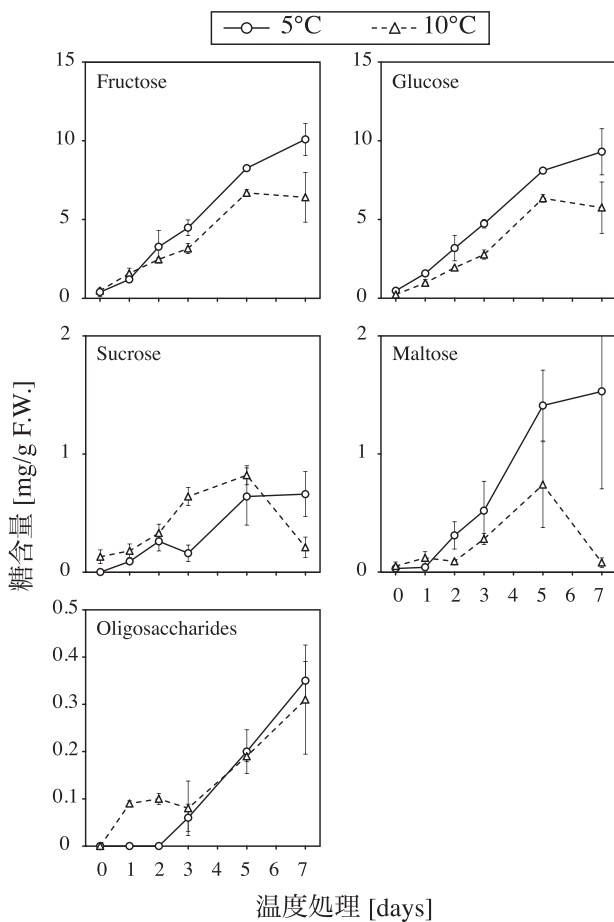 5°C 10°C
Fructose
15
10
5
0
Glucose
15
10
5
0
Sucrose
2
1
0
Maltose
2
1
0
0 1 2 3 4 5 6 7
Oligosaccharides
0.5
0.4
0.3
0.2
0.1
0
0 1 2 3 4 5 6 7
糖含量 [mg/g F.W.]
温度処理 [days]